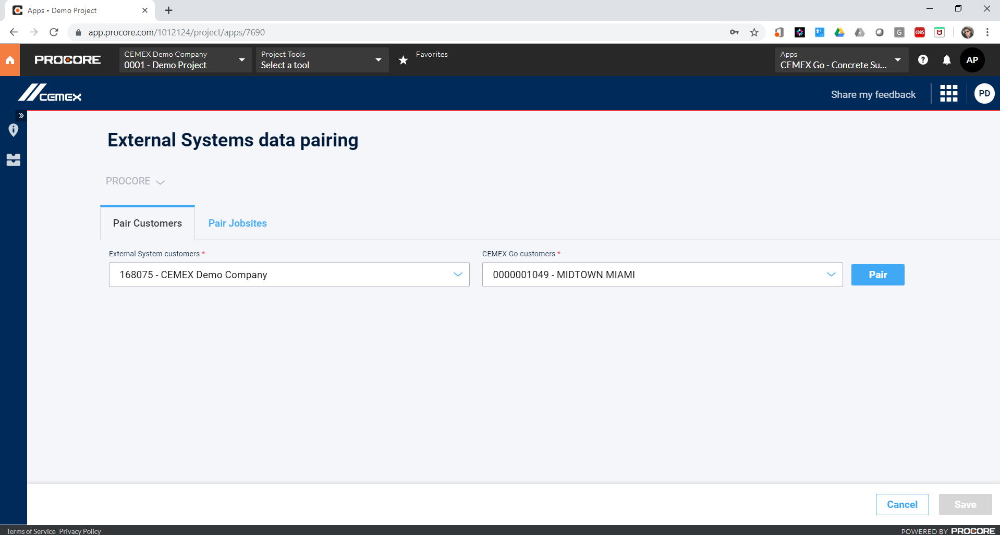 Apps • Demo Project
app.procore.com/1012124/project/apps/7690
G
CORS
PROCORE
CEMEX Demo Company
0001 - Demo Project
Project Tools
Select a tool
Favorites
Apps
CEMEX Go - Concrete Su...
?
AP
CEMEX
Share my feedback
PD
External Systems data pairing
PROCORE
Pair Customers
Pair Jobsites
External System customers *
CEMEX Go customers *
168075 - CEMEX Demo Company
0000001049 - MIDTOWN MIAMI
Pair
Cancel
Save
Terms of Service Privacy Policy
POWERED BY PROCORE